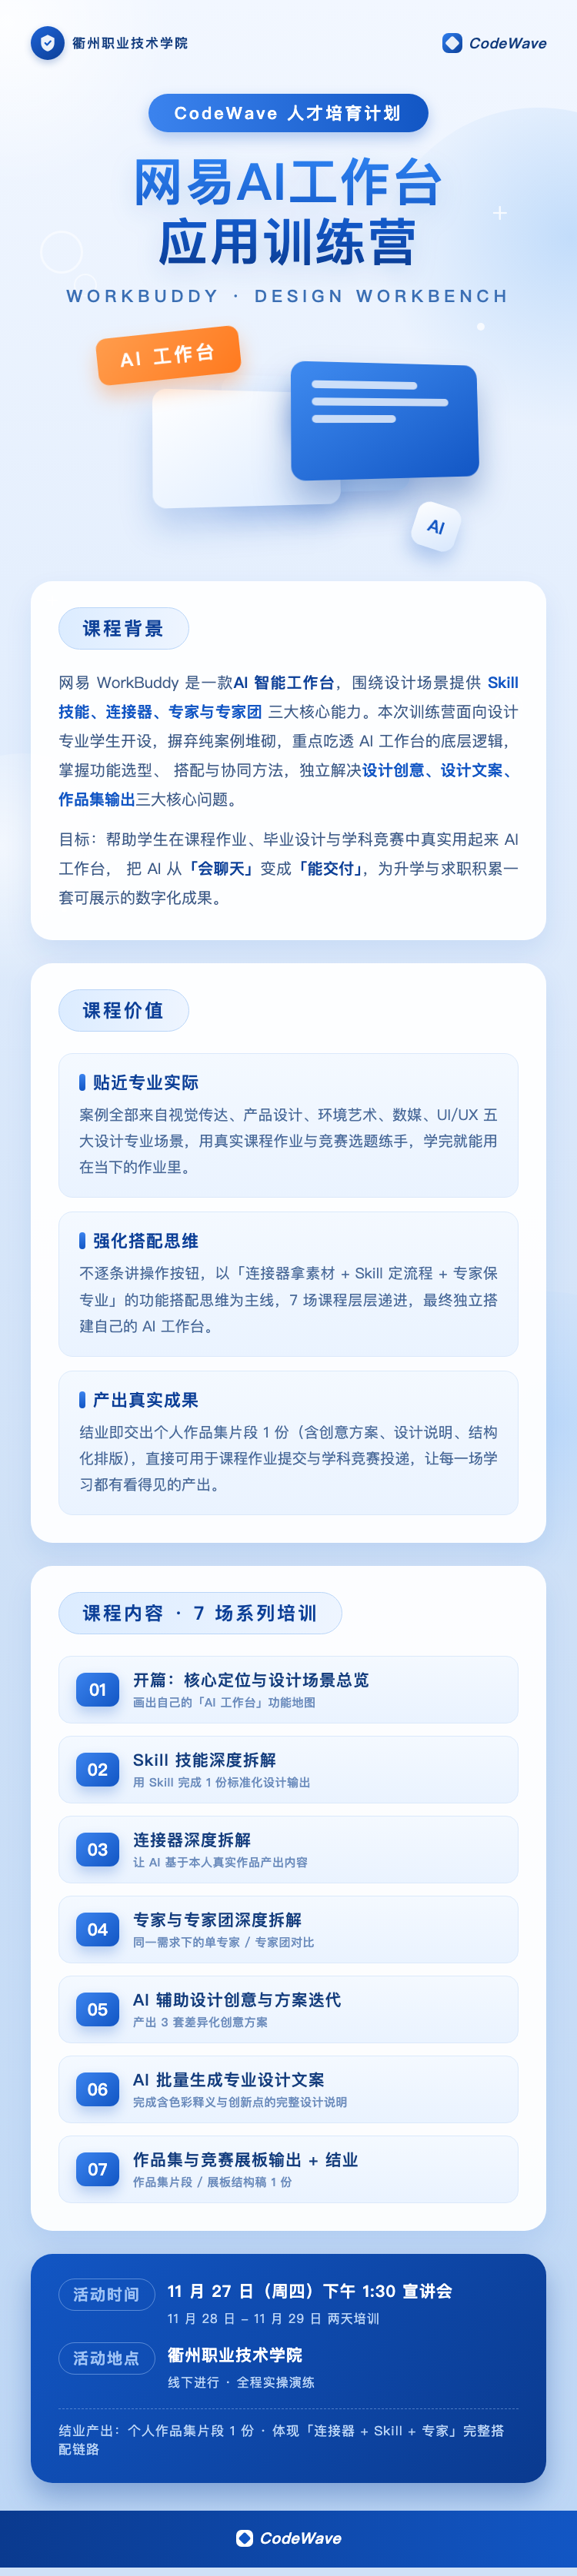 衢州职业技术学院
CodeWave
CodeWave 人才培育计划
网易AI工作台
应用训练营
WORKBUDDY · DESIGN WORKBENCH
AI 工作台
AI
课程背景
网易 WorkBuddy 是一款AI 智能工作台，围绕设计场景提供 Skill
技能、连接器、专家与专家团 三大核心能力。本次训练营面向设计
专业学生开设，摒弃纯案例堆砌，重点吃透 AI 工作台的底层逻辑，
掌握功能选型、 搭配与协同方法，独立解决设计创意、设计文案、
作品集输出三大核心问题。
目标：帮助学生在课程作业、毕业设计与学科竞赛中真实用起来 AI
工作台， 把 AI 从「会聊天」变成「能交付」，为升学与求职积累一
套可展示的数字化成果。
课程价值
贴近专业实际
案例全部来自视觉传达、产品设计、环境艺术、数媒、UI/UX 五
大设计专业场景，用真实课程作业与竞赛选题练手，学完就能用
在当下的作业里。
强化搭配思维
不逐条讲操作按钮，以「连接器拿素材 + Skill 定流程 + 专家保
专业」的功能搭配思维为主线，7 场课程层层递进，最终独立搭
建自己的 AI 工作台。
产出真实成果
结业即交出个人作品集片段 1 份（含创意方案、设计说明、结构
化排版），直接可用于课程作业提交与学科竞赛投递，让每一场学
习都有看得见的产出。
课程内容 · 7 场系列培训
01
开篇：核心定位与设计场景总览
画出自己的「AI 工作台」功能地图
02
Skill 技能深度拆解
用 Skill 完成 1 份标准化设计输出
03
连接器深度拆解
让 AI 基于本人真实作品产出内容
04
专家与专家团深度拆解
同一需求下的单专家 / 专家团对比
05
AI 辅助设计创意与方案迭代
产出 3 套差异化创意方案
06
AI 批量生成专业设计文案
完成含色彩释义与创新点的完整设计说明
07
作品集与竞赛展板输出 + 结业
作品集片段 / 展板结构稿 1 份
活动时间
11 月 27 日（周四）下午 1:30 宣讲会
11 月 28 日 – 11 月 29 日 两天培训
活动地点
衢州职业技术学院
线下进行 · 全程实操演练
结业产出：个人作品集片段 1 份 · 体现「连接器 + Skill + 专家」完整搭
配链路
CodeWave